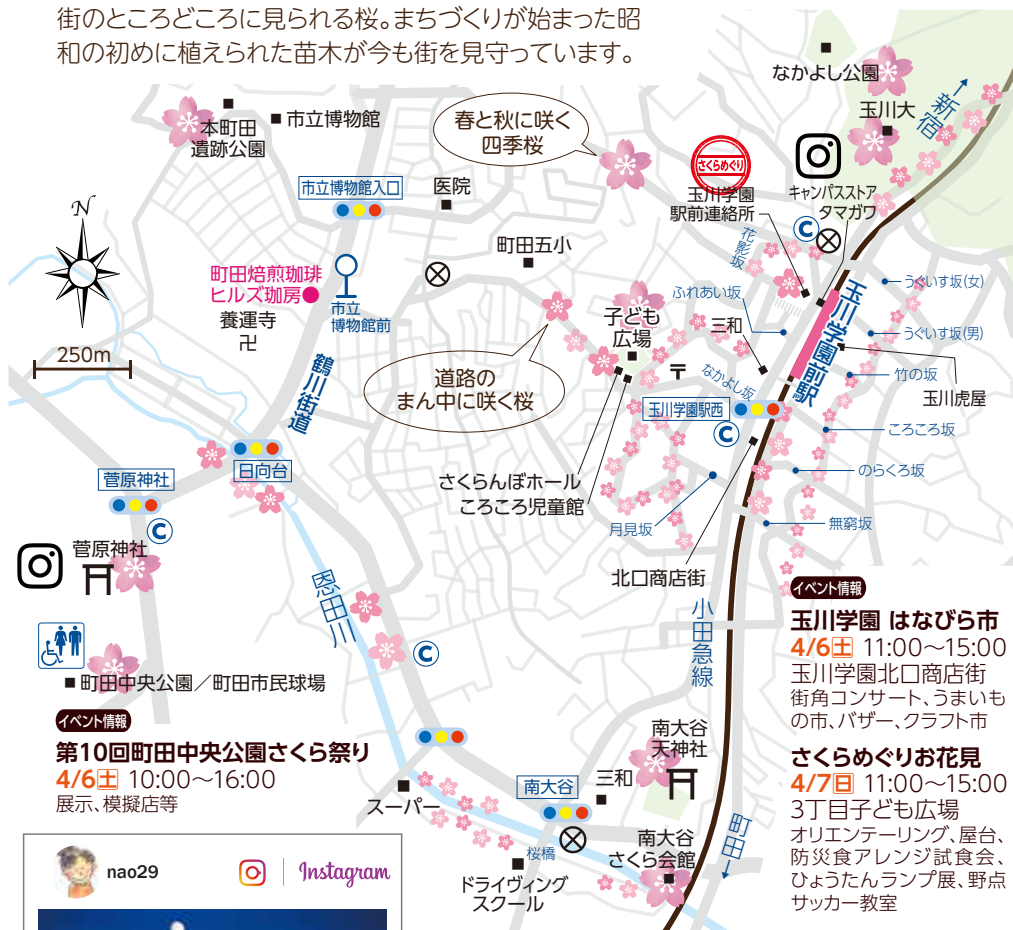 街のところどころに見られる桜。まちづくりが始まった昭
和の初めに植えられた苗木が今も街を見守っています。
なかよし公園
玉川大
→新宿
本町田
遺跡公園
市立博物館
春と秋に咲く
四季桜
さくらめぐり
市立博物館入口
医院
玉川学園
駅前連絡所
キャンパスストア
タマガワ
C
N
町田五小
花影坂
うぐいす坂(女)
町田焙煎珈琲
ヒルズ珈房
市立
博物館前
養運寺
卍
ふれあい坂
子ども
広場
三和
玉川学園前駅
うぐいす坂(男)
250m
鶴川街道
道路の
まん中に咲く桜
〒
なかよし坂
竹の坂
玉川虎屋
玉川学園駅西
C
ころころ坂
日向台
菅原神社
さくらんぼホール
ころころ児童館
のらくろ坂
C
月見坂
無窮坂
菅原神社
北口商店街
恩田川
小田急線
C
町田中央公園/町田市民球場
イベント情報
第10回町田中央公園さくら祭り
4/6土 10:00〜16:00
展示、模擬店等
イベント情報
玉川学園 はなびら市
4/6土 11:00〜15:00
玉川学園北口商店街
街角コンサート、うまいも
の市、バザー、クラフト市
さくらめぐりお花見
4/7日 11:00〜15:00
3丁目子ども広場
オリエンテーリング、屋台、
防災食アレンジ試食会、
ひょうたんランプ展、野点
サッカー教室
南大谷
天神社
スーパー
南大谷
三和
町田→
桜橋
南大谷
さくら会館
ドライヴィング
スクール
nao29
Instagram